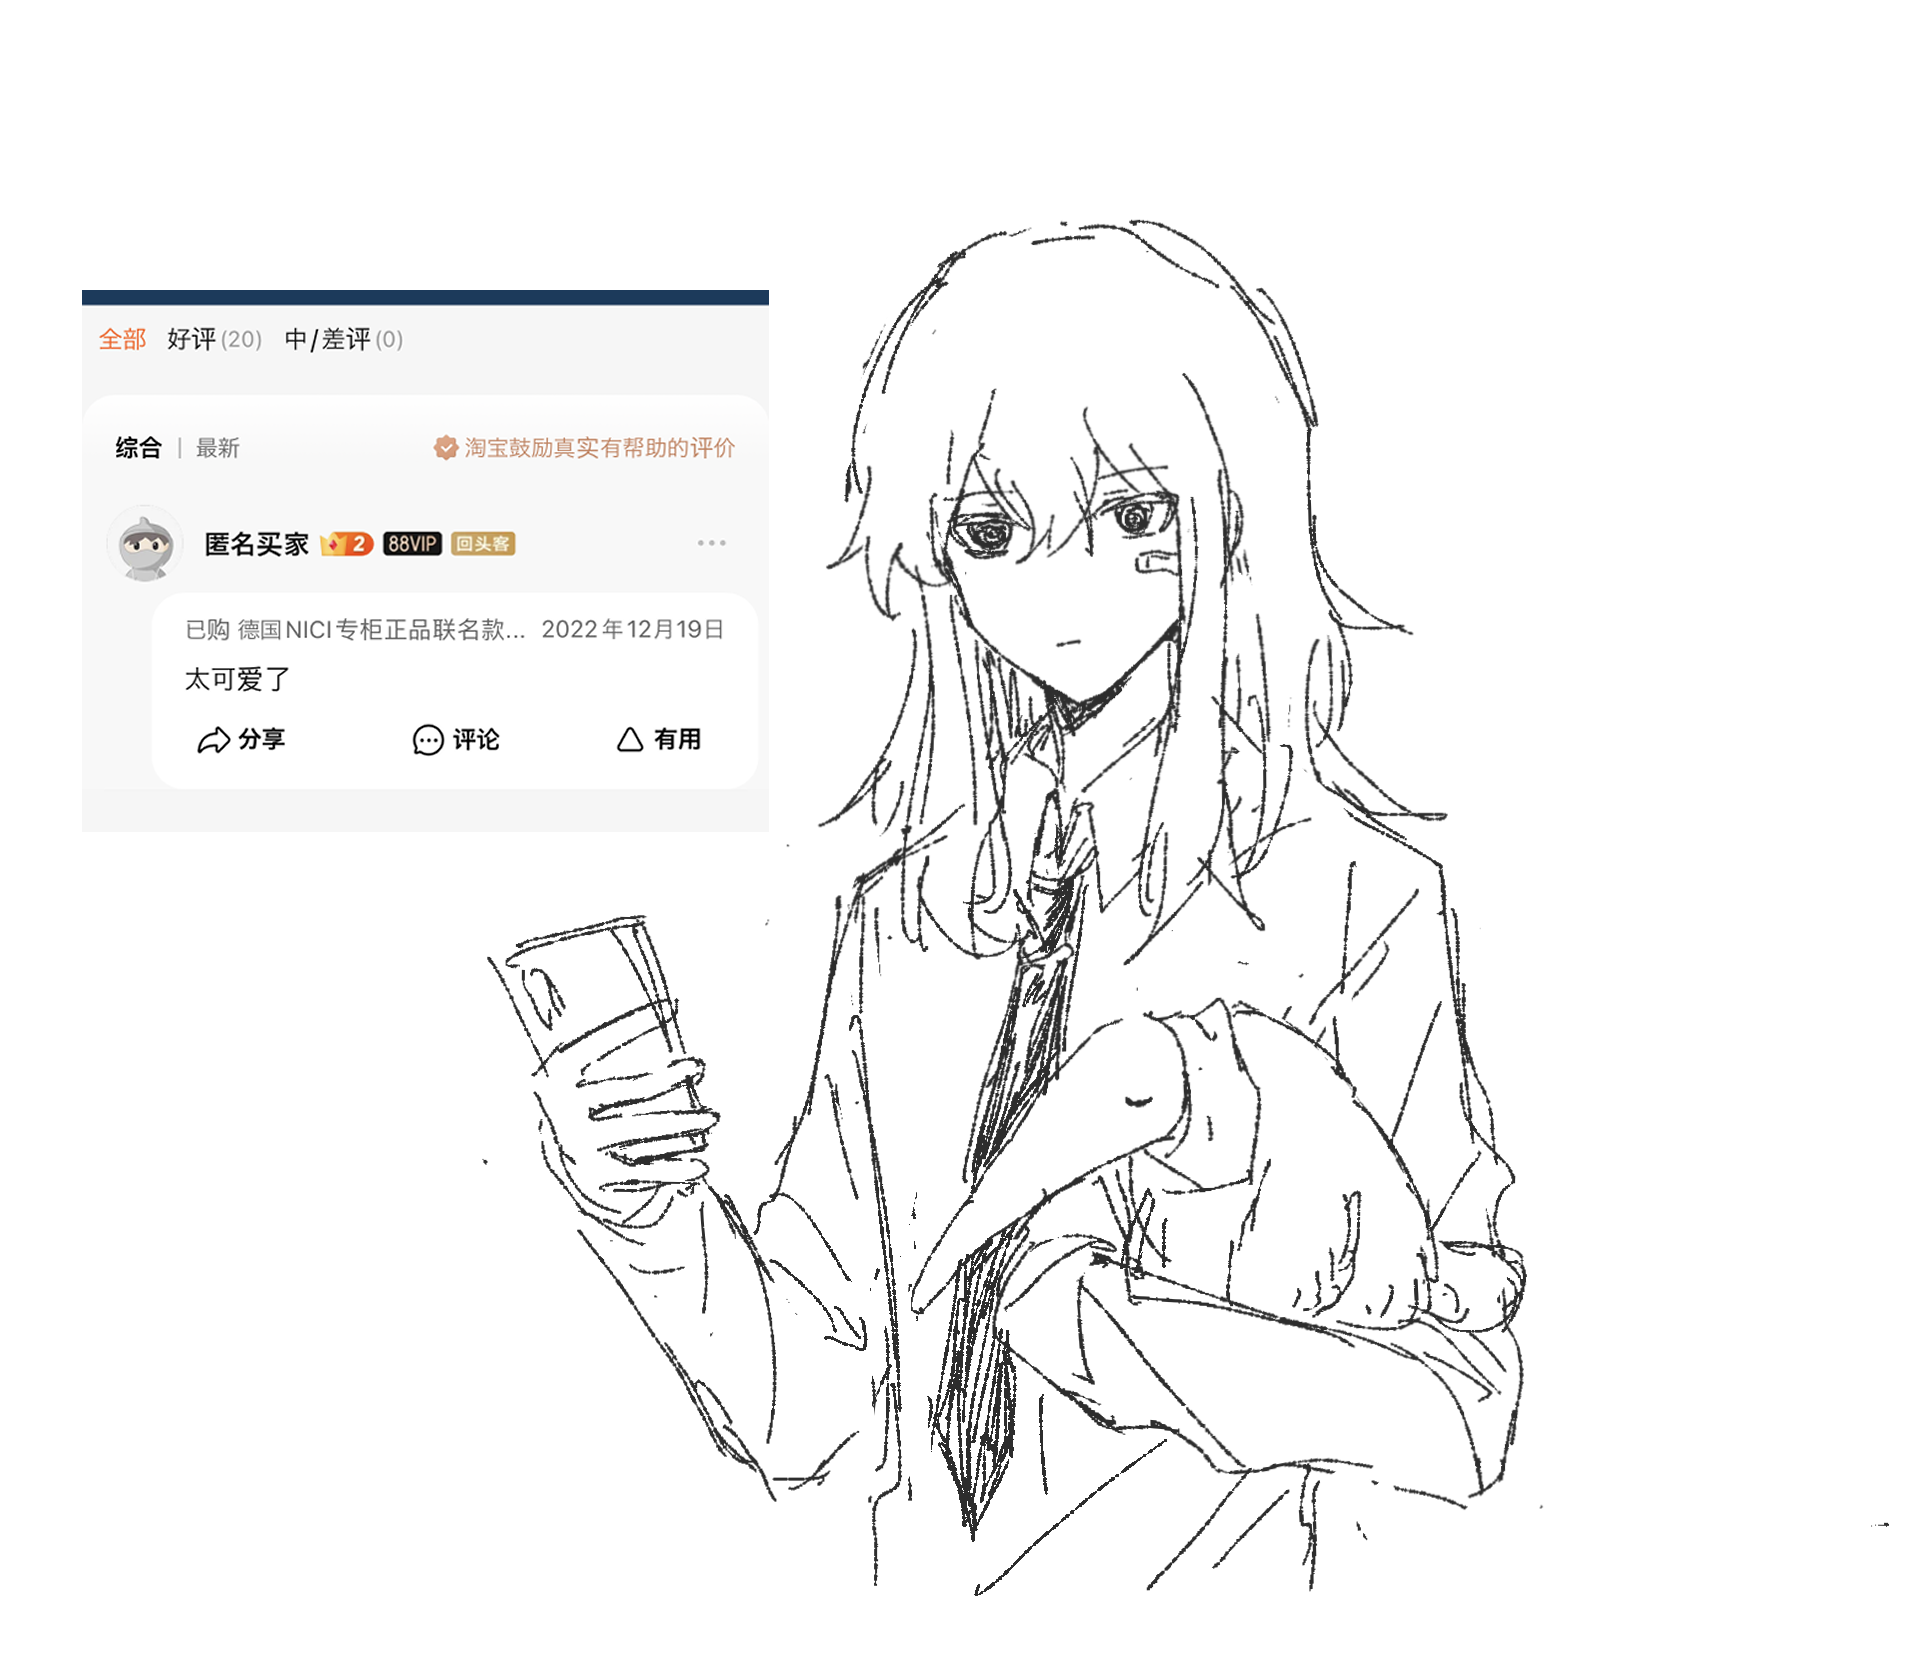 全部 好评(20) 中/差评(0)
综合 | 最新 淘宝鼓励真实有帮助的评价
匿名买家 2 88VIP 回头客
已购 德国NICI专柜正品联名款... 2022年12月19日
太可爱了
分享 评论 有用